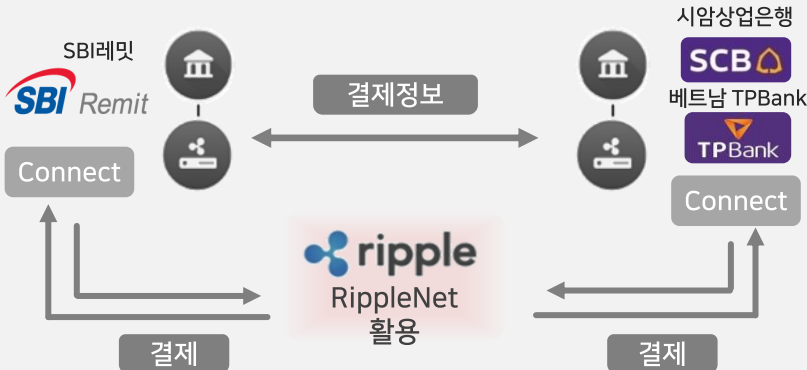 SBI레밋
SBI Remit
Connect
결제정보
시암상업은행
SCB
베트남 TPBank
TPBank
Connect
ripple
RippleNet
활용
결제
결제